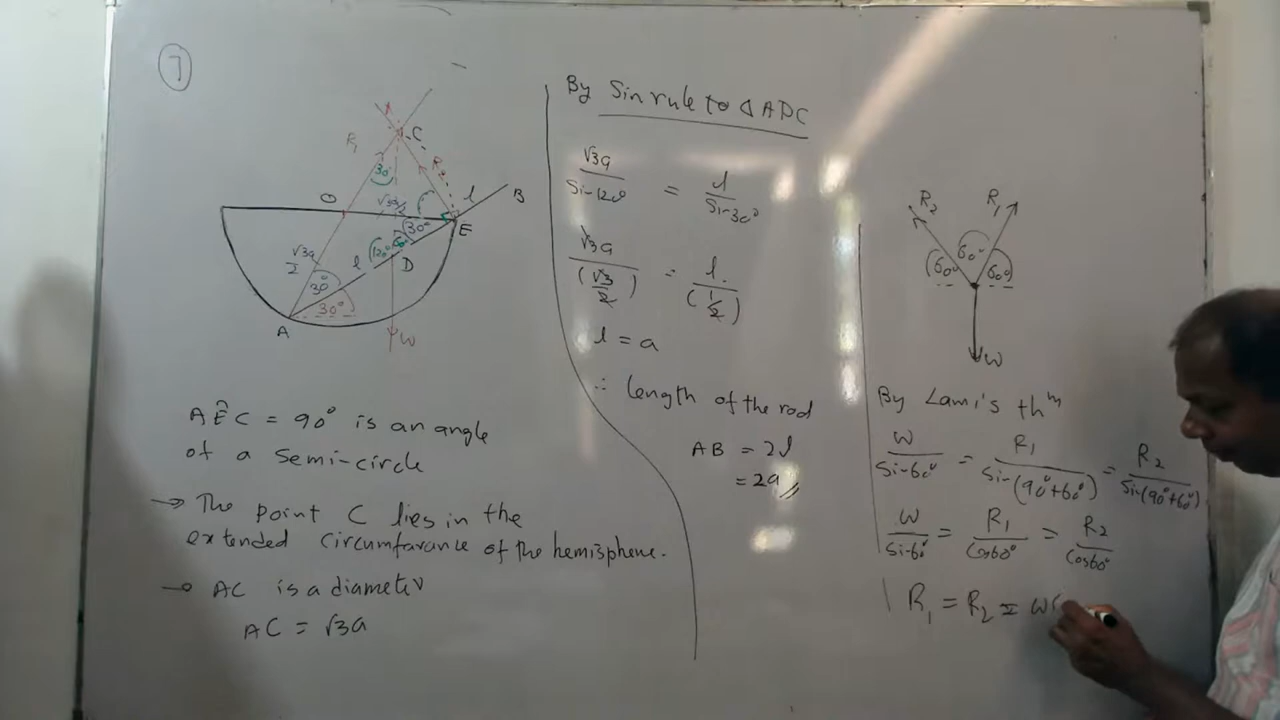 7
C
R₁
30°
R₂
l
B
O
√3a/2
30°
E
√3a/2
l
120°
60°
D
30°
30°
A
W
AÊC = 90° is an angle
of a semi-circle
→ The point C lies in the
extended circumfarance of the hemisphere.
→ AC is a diameter
AC = √3a
By Sin rule to △ADC
√3a/Sin120° = l/Sin30°
√3a/(√3/2) = l/(1/2)
l = a
∴ length of the rod
AB = 2l
= 2a//
R₂
R₁
60°
60°
60°
W
By Lami's thᵐ
W/Sin60° = R₁/Sin(90°+60°) = R₂/Sin(90°+60°)
W/Sin60° = R₁/Cos60° = R₂/Cos60°
R₁ = R₂ = W